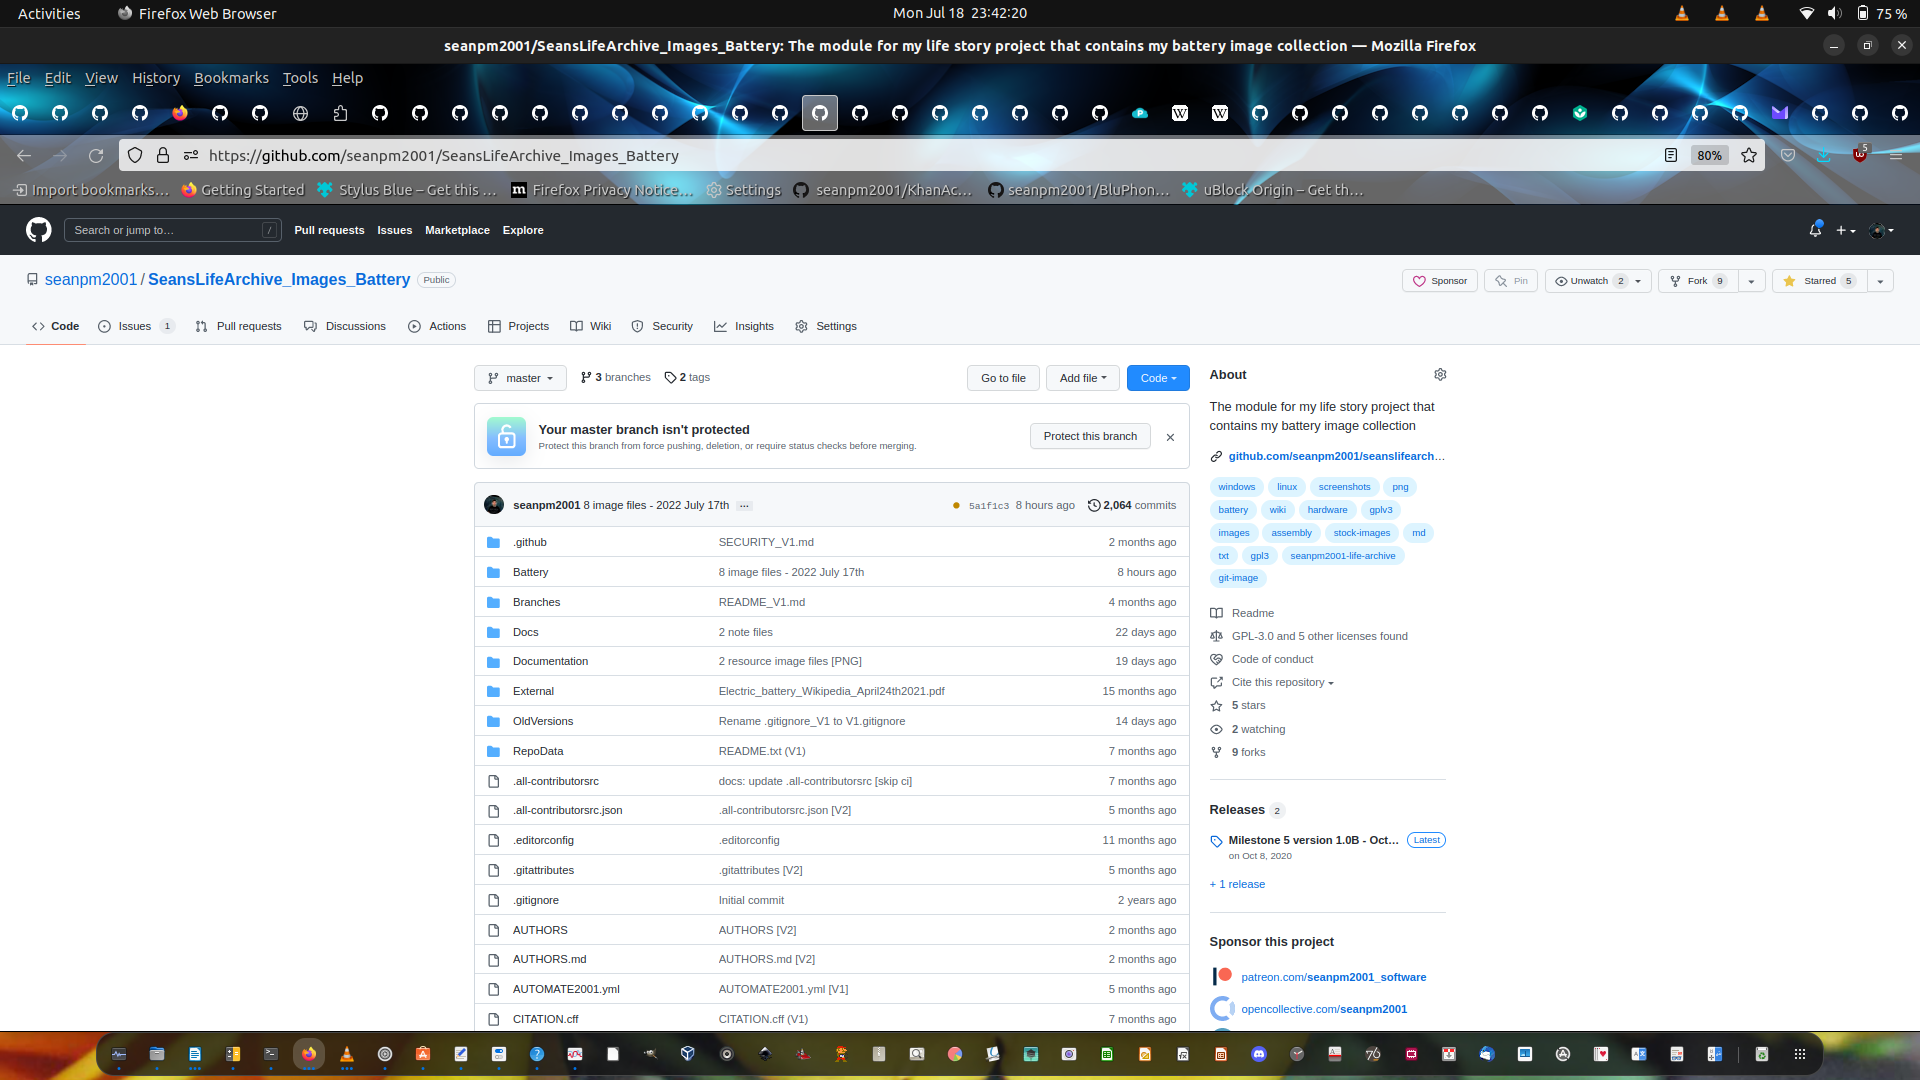 Activities
Firefox Web Browser
Mon Jul 18 23:42:20
75 %
seanpm2001/SeansLifeArchive_Images_Battery: The module for my life story project that contains my battery image collection — Mozilla Firefox
File Edit View History Bookmarks Tools Help
https://github.com/seanpm2001/SeansLifeArchive_Images_Battery
80%
5
Import bookmarks… Getting Started Stylus Blue – Get this … Firefox Privacy Notice… Settings seanpm2001/KhanAc… seanpm2001/BluPhon… uBlock Origin – Get th…
Search or jump to… /
Pull requests Issues Marketplace Explore
seanpm2001 / SeansLifeArchive_Images_Battery Public
Sponsor Pin Unwatch 2 Fork 9 Starred 5
Code Issues 1 Pull requests Discussions Actions Projects Wiki Security Insights Settings
master 3 branches 2 tags
Go to file Add file Code
Your master branch isn't protected
Protect this branch from force pushing, deletion, or require status checks before merging.
Protect this branch
seanpm2001 8 image files - 2022 July 17th … 5a1f1c3 8 hours ago 2,064 commits
.github SECURITY_V1.md 2 months ago
Battery 8 image files - 2022 July 17th 8 hours ago
Branches README_V1.md 4 months ago
Docs 2 note files 22 days ago
Documentation 2 resource image files [PNG] 19 days ago
External Electric_battery_Wikipedia_April24th2021.pdf 15 months ago
OldVersions Rename .gitignore_V1 to V1.gitignore 14 days ago
RepoData README.txt (V1) 7 months ago
.all-contributorsrc docs: update .all-contributorsrc [skip ci] 7 months ago
.all-contributorsrc.json .all-contributorsrc.json [V2] 5 months ago
.editorconfig .editorconfig 11 months ago
.gitattributes .gitattributes [V2] 5 months ago
.gitignore Initial commit 2 years ago
AUTHORS AUTHORS [V2] 2 months ago
AUTHORS.md AUTHORS.md [V2] 2 months ago
AUTOMATE2001.yml AUTOMATE2001.yml [V1] 5 months ago
CITATION.cff CITATION.cff (V1) 7 months ago
About
The module for my life story project that
contains my battery image collection
github.com/seanpm2001/seanslifearch…
windows linux screenshots png
battery wiki hardware gplv3
images assembly stock-images md
txt gpl3 seanpm2001-life-archive
git-image
Readme
GPL-3.0 and 5 other licenses found
Code of conduct
Cite this repository
5 stars
2 watching
9 forks
Releases 2
Milestone 5 version 1.0B - Oct… Latest
on Oct 8, 2020
+ 1 release
Sponsor this project
patreon.com/seanpm2001_software
opencollective.com/seanpm2001